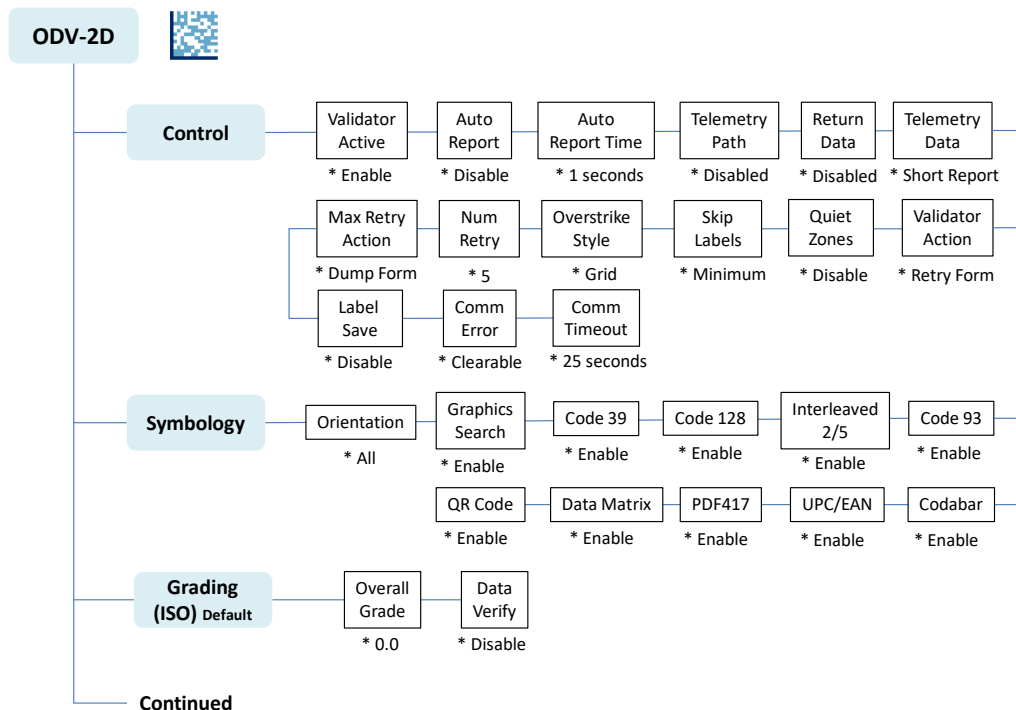 ODV-2D
Control
Validator
Active
* Enable
Auto
Report
* Disable
Auto
Report Time
* 1 seconds
Telemetry
Path
* Disabled
Return
Data
* Disabled
Telemetry
Data
* Short Report
Max Retry
Action
* Dump Form
Num
Retry
* 5
Overstrike
Style
* Grid
Skip
Labels
* Minimum
Quiet
Zones
* Disable
Validator
Action
* Retry Form
Label
Save
* Disable
Comm
Error
* Clearable
Comm
Timeout
* 25 seconds
Symbology
Orientation
* All
Graphics
Search
* Enable
Code 39
* Enable
Code 128
* Enable
Interleaved
2/5
* Enable
Code 93
* Enable
QR Code
* Enable
Data Matrix
* Enable
PDF417
* Enable
UPC/EAN
* Enable
Codabar
* Enable
Grading
(ISO) Default
Overall
Grade
* 0.0
Data
Verify
* Disable
Continued